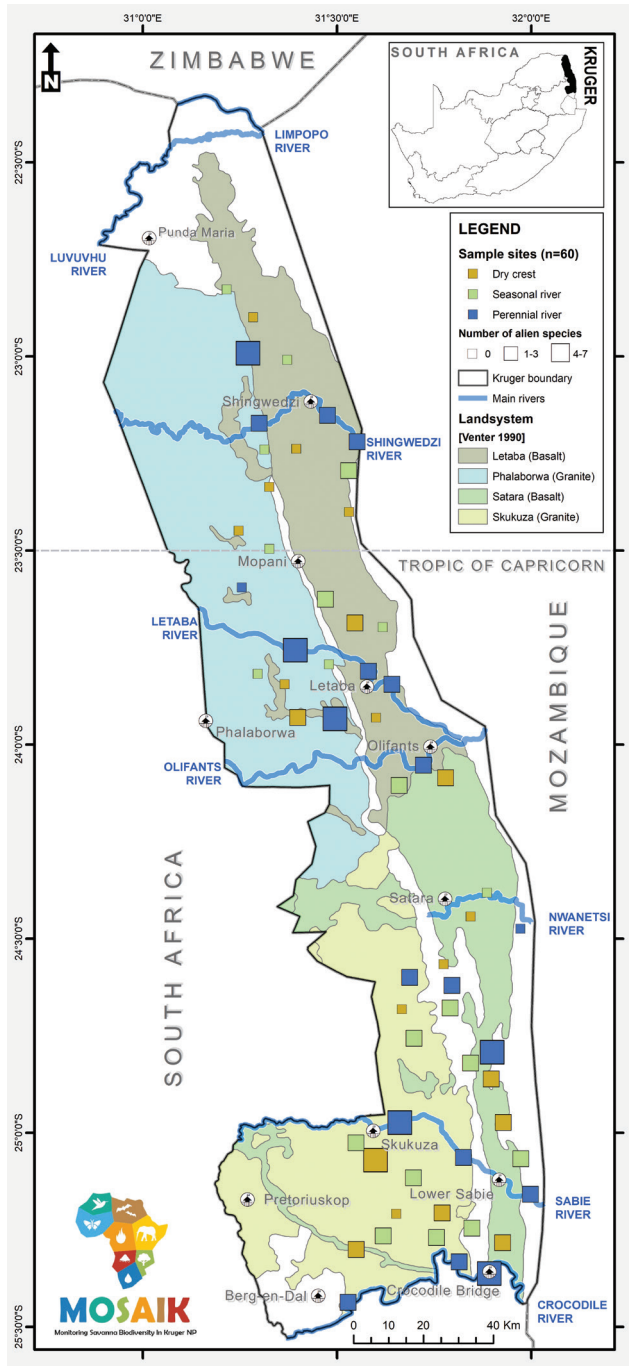 31°0'0"E 31°30'0"E 32°0'0"E
ZIMBABWE
SOUTH AFRICA
KRUGER
N
LIMPOPO
RIVER
22°30'0"S
Punda Maria
LUVUVHU
RIVER
LEGEND
Sample sites (n=60)
Dry crest
Seasonal river
Perennial river
Number of alien species
0 1-3 4-7
Kruger boundary
Main rivers
Landsystem
[Venter 1990]
Letaba (Basalt)
Phalaborwa (Granite)
Satara (Basalt)
Skukuza (Granite)
23°0'0"S
Shingwedzi
SHINGWEDZI
RIVER
23°30'0"S
Mopani
TROPIC OF CAPRICORN
LETABA
RIVER
Letaba
MOZAMBIQUE
Phalaborwa
24°0'0"S
Olifants
OLIFANTS
RIVER
SOUTH AFRICA
Satara
NWANETSI
RIVER
24°30'0"S
25°0'0"S
Skukuza
Pretoriuskop
Lower Sabie
SABIE
RIVER
Berg-en-Dal
Crocodile Bridge
CROCODILE
RIVER
MOSAIK
Monitoring Savanna Biodiversity In Kruger NP
0 10 20 40 Km
25°30'0"S